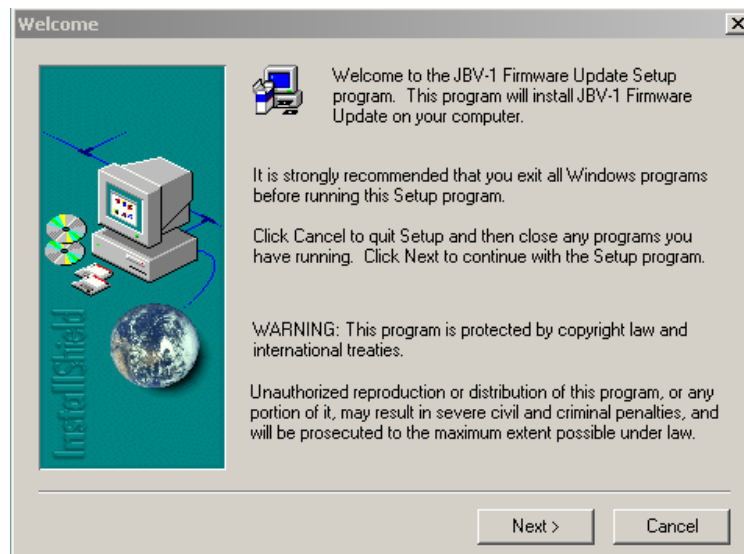 Welcome
Welcome to the JBV-1 Firmware Update Setup
program. This program will install JBV-1 Firmware
Update on your computer.
It is strongly recommended that you exit all Windows programs
before running this Setup program.
Click Cancel to quit Setup and then close any programs you
have running. Click Next to continue with the Setup program.
WARNING: This program is protected by copyright law and
international treaties.
Unauthorized reproduction or distribution of this program, or any
portion of it, may result in severe civil and criminal penalties, and
will be prosecuted to the maximum extent possible under law.
InstallShield
Next >
Cancel